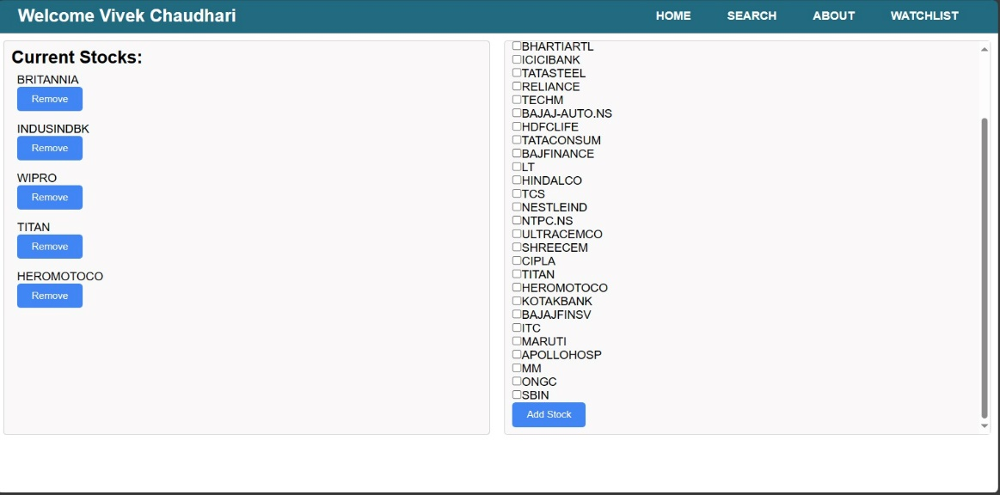 Welcome Vivek Chaudhari
HOME
SEARCH
ABOUT
WATCHLIST
Current Stocks:
BRITANNIA
Remove
INDUSINDBK
Remove
WIPRO
Remove
TITAN
Remove
HEROMOTOCO
Remove
BHARTIARTL
ICICIBANK
TATASTEEL
RELIANCE
TECHM
BAJAJ-AUTO.NS
HDFCLIFE
TATACONSUM
BAJFINANCE
LT
HINDALCO
TCS
NESTLEIND
NTPC.NS
ULTRACEMCO
SHREECEM
CIPLA
TITAN
HEROMOTOCO
KOTAKBANK
BAJAJFINSV
ITC
MARUTI
APOLLOHOSP
MM
ONGC
SBIN
Add Stock